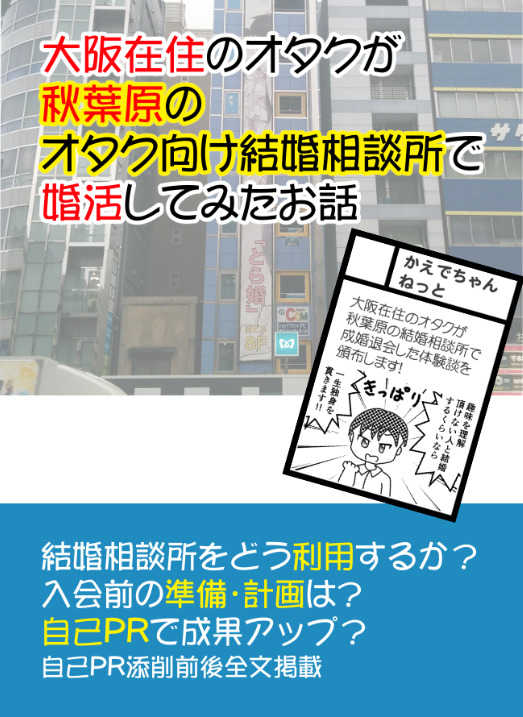 大阪在住のオタクが
秋葉原の
オタク向け結婚相談所で
婚活してみたお話
「とら婚」
8F
サ
かえでちゃん
ねっと
大阪在住のオタクが
秋葉原の結婚相談所で
成婚退会した体験談を
頒布します!
きっぱり
趣味を理解
頂けない人と結婚
するくらいなら
一生独身を
貫きます!!
結婚相談所をどう利用するか?
入会前の準備・計画は?
自己PRで成果アップ?
自己PR添削前後全文掲載